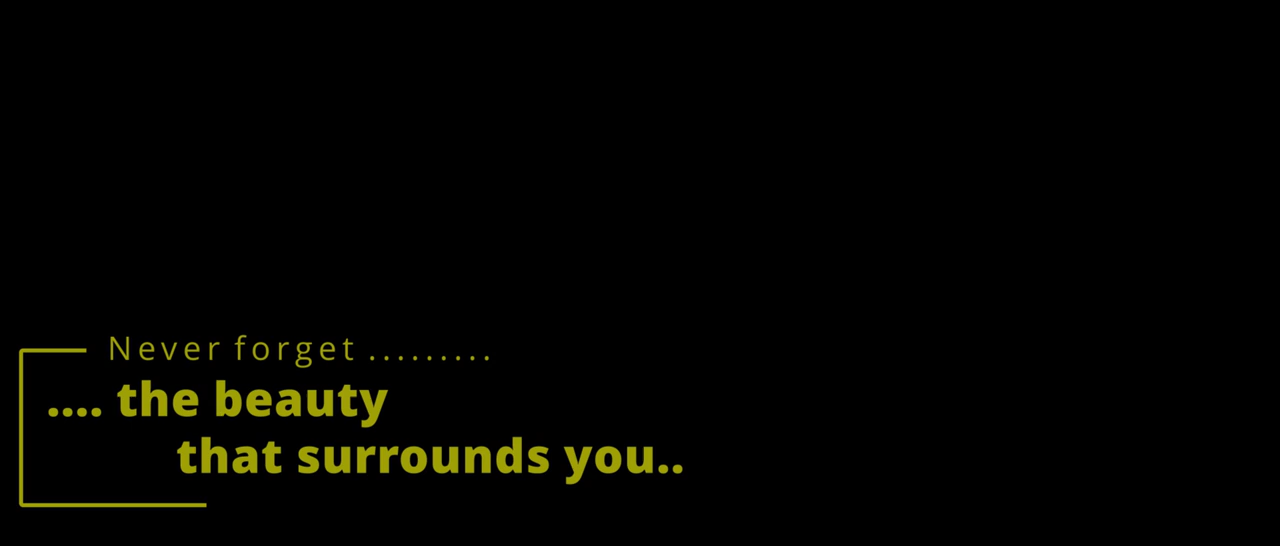 Never forget .........
.... the beauty
that surrounds you..